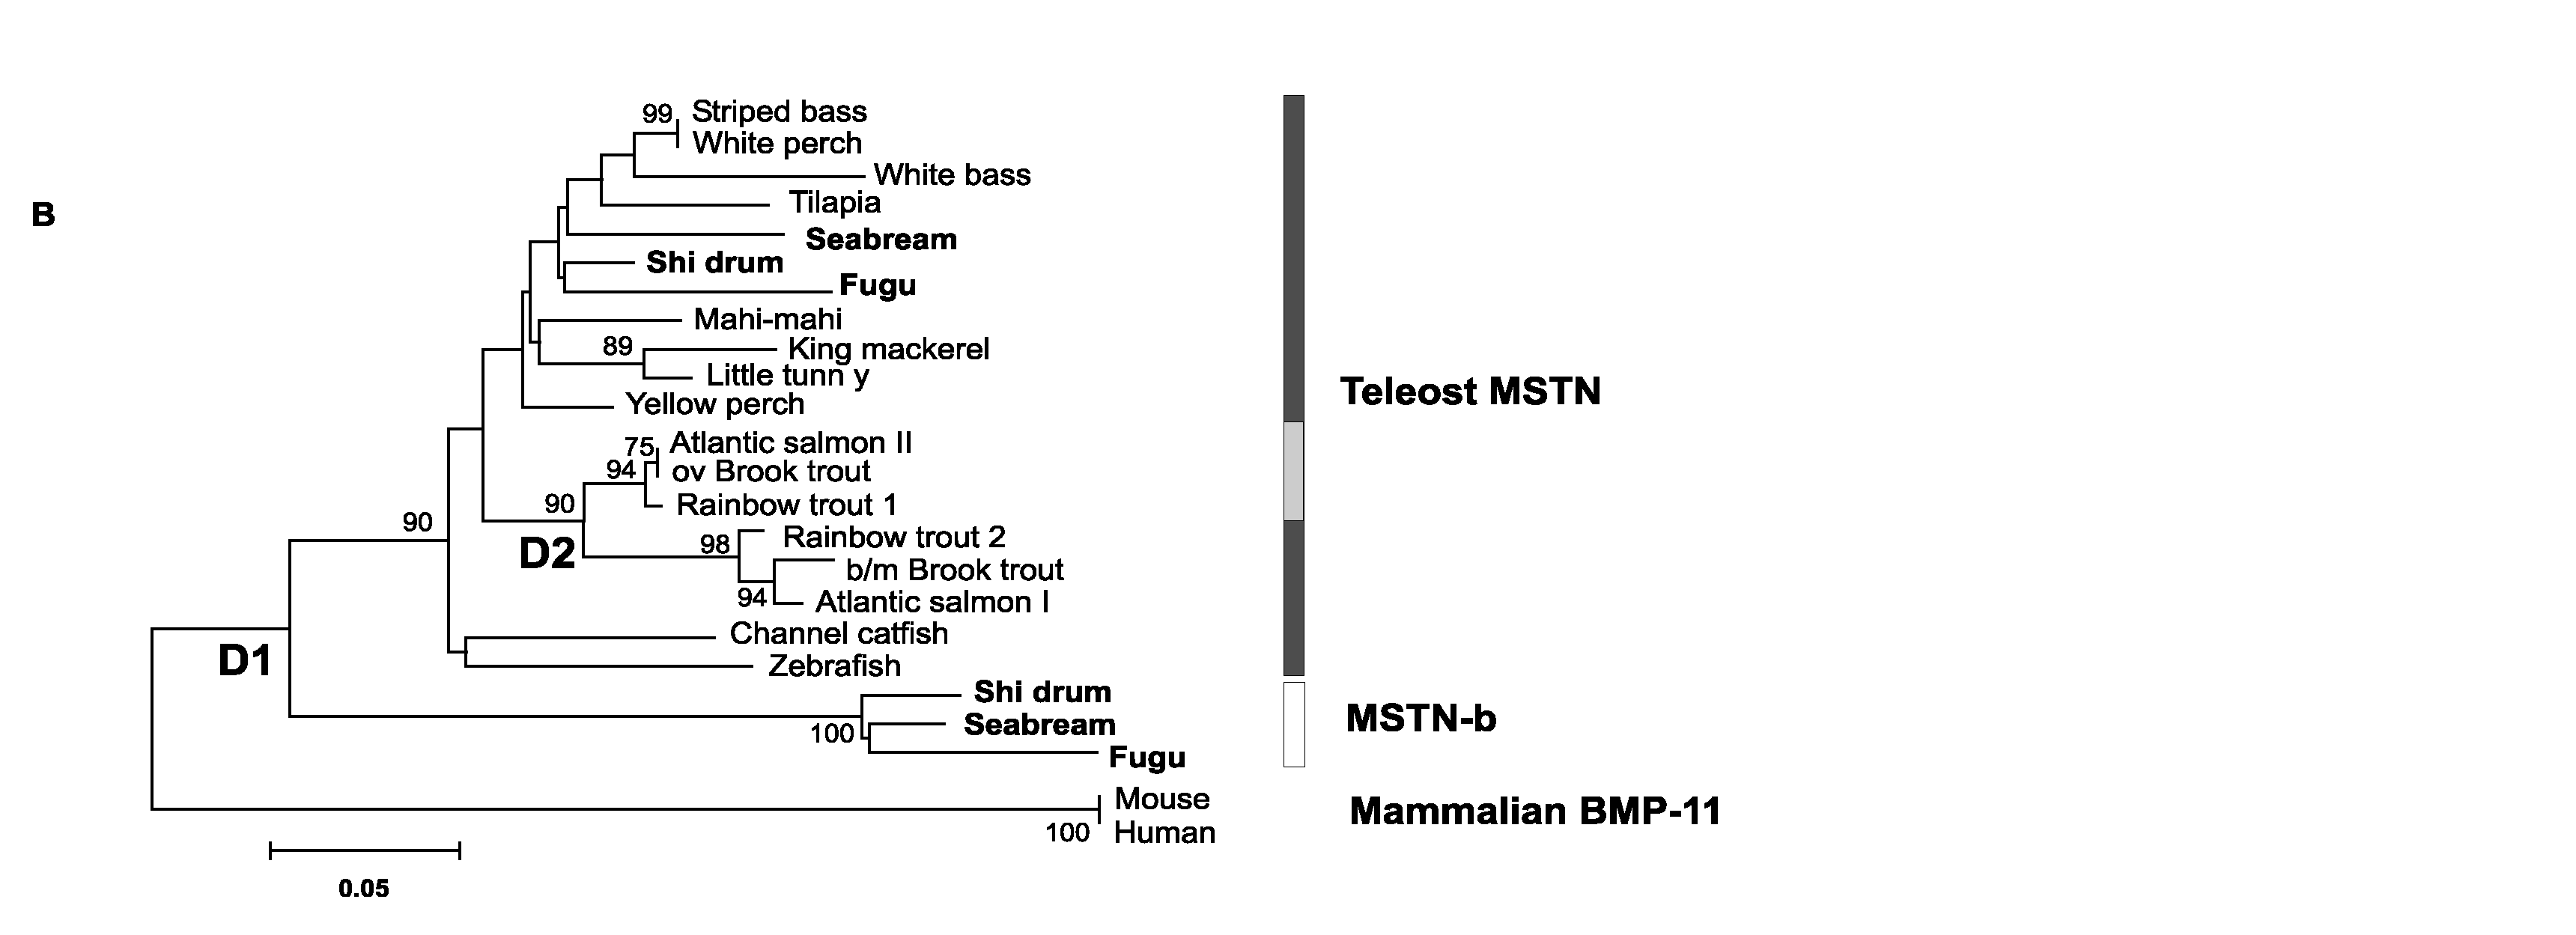 99 Striped bass
White perch
White bass
Tilapia
B
Seabream
Shi drum
Fugu
Mahi-mahi
89 King mackerel
Little tunn y
Teleost MSTN
Yellow perch
75 Atlantic salmon II
94 ov Brook trout
90 Rainbow trout 1
90
D2
98 Rainbow trout 2
b/m Brook trout
94 Atlantic salmon I
Channel catfish
D1
Zebrafish
Shi drum
MSTN-b
Seabream
100
Fugu
Mouse
Mammalian BMP-11
100 Human
0.05